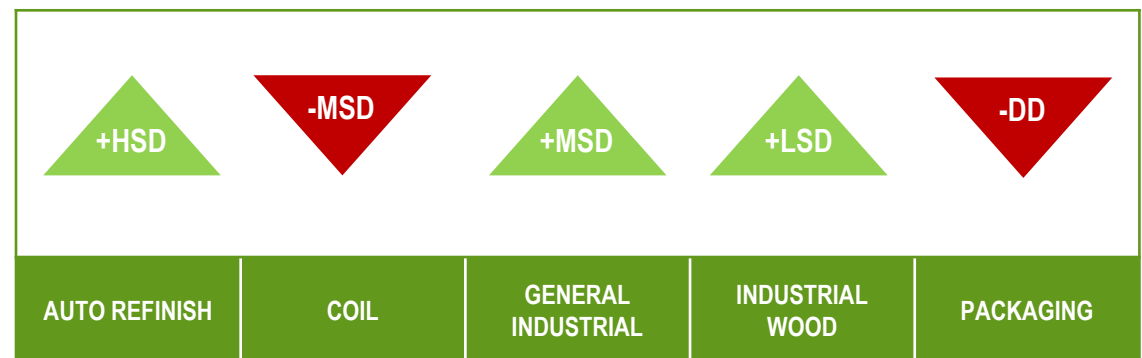 +HSD
-MSD
+MSD
+LSD
-DD
AUTO REFINISH
COIL
GENERAL
INDUSTRIAL
INDUSTRIAL
WOOD
PACKAGING